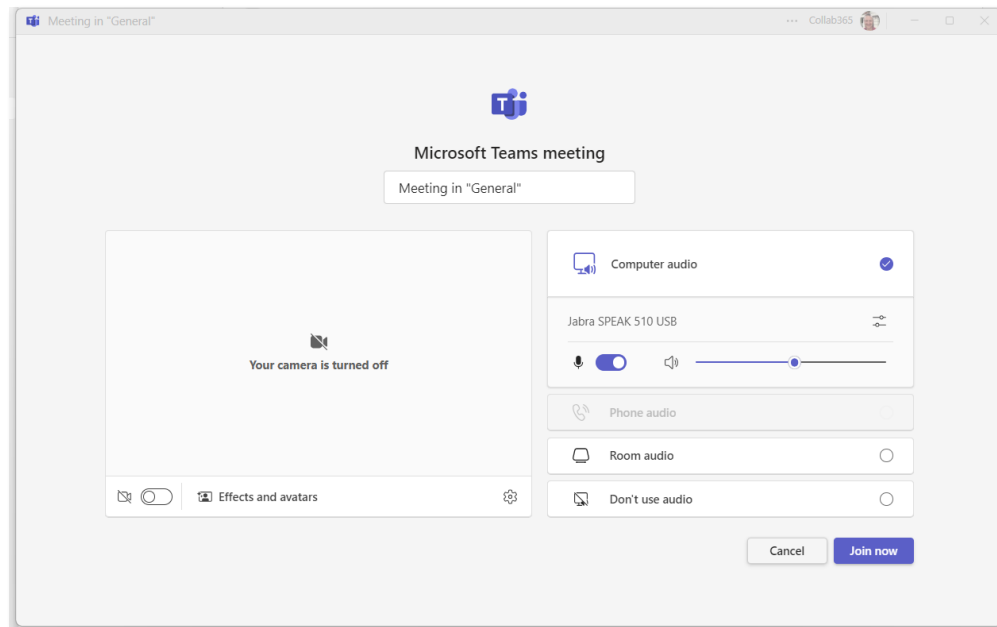 Meeting in "General"
··· Collab365
T
Microsoft Teams meeting
Meeting in "General"
Computer audio
Jabra SPEAK 510 USB
Your camera is turned off
Phone audio
Room audio
Effects and avatars
Don't use audio
Cancel
Join now